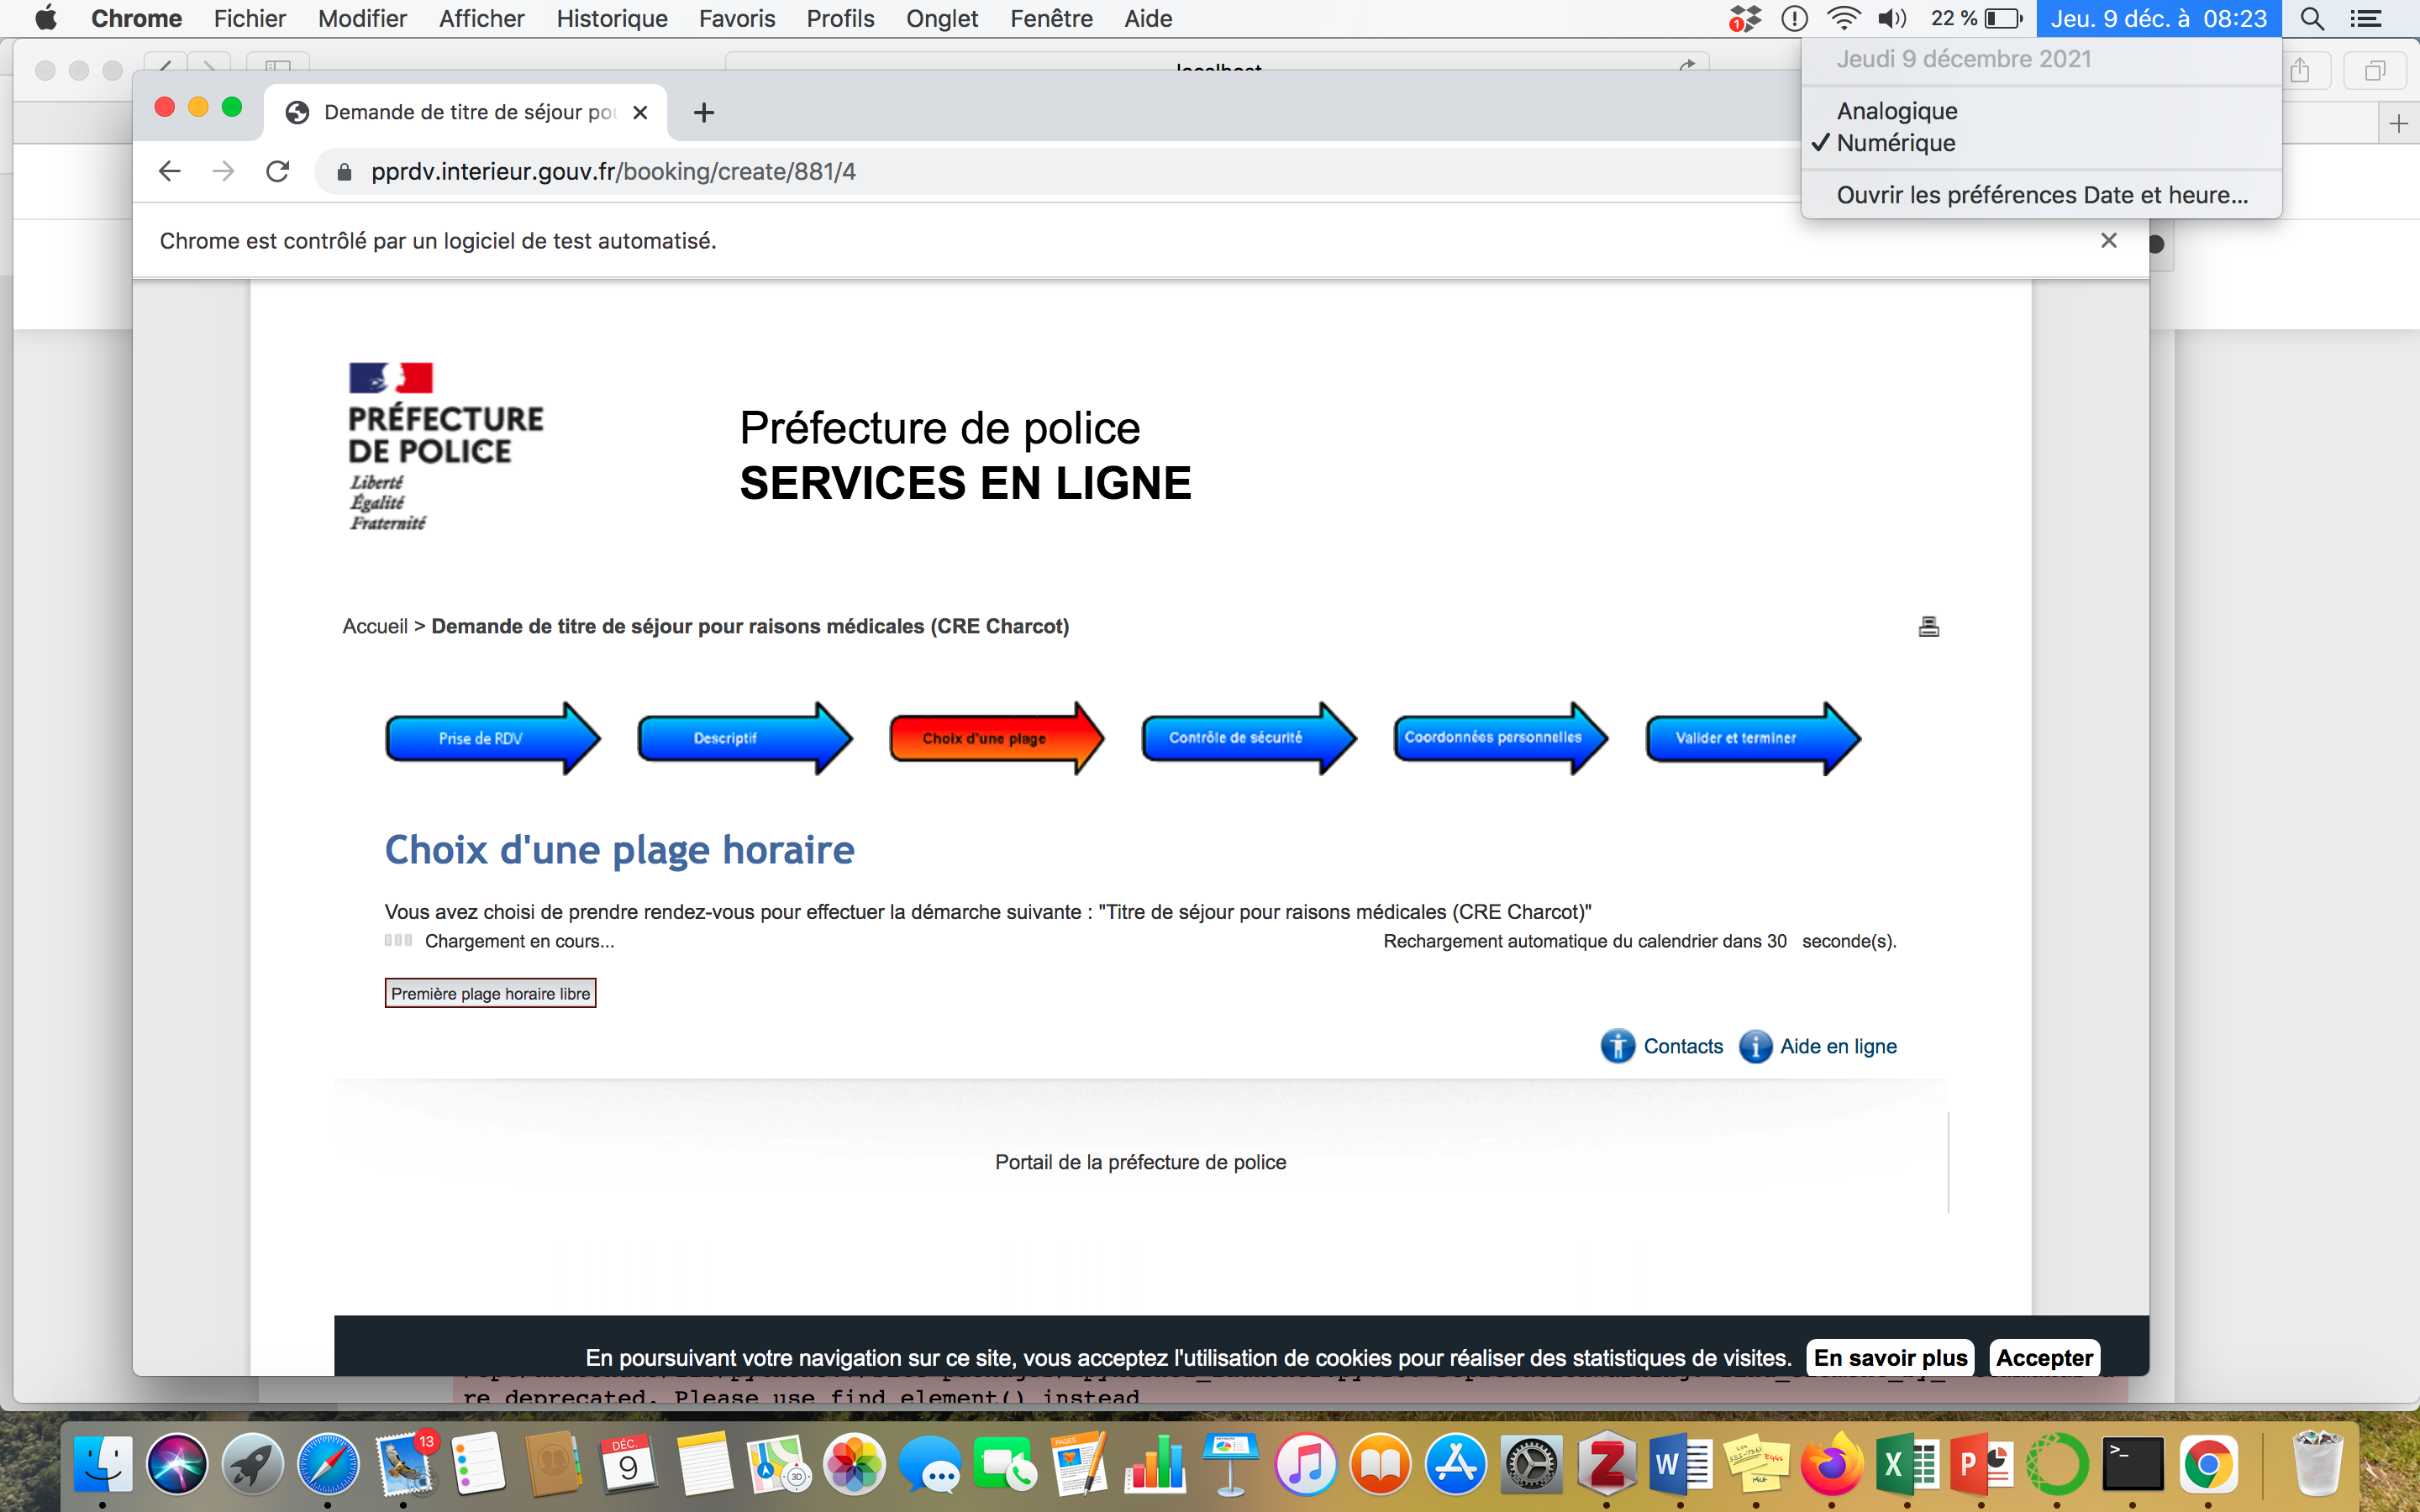 Chrome Fichier Modifier Afficher Historique Favoris Profils Onglet Fenêtre Aide 1 22 % Jeu. 9 déc. à 08:23
Jeudi 9 décembre 2021
Analogique
✓ Numérique
Ouvrir les préférences Date et heure...
localhost
Demande de titre de séjour pou
pprdv.interieur.gouv.fr/booking/create/881/4
Chrome est contrôlé par un logiciel de test automatisé.
PRÉFECTURE
DE POLICE
Liberté
Égalité
Fraternité
Préfecture de police
SERVICES EN LIGNE
Accueil > Demande de titre de séjour pour raisons médicales (CRE Charcot)
Prise de RDV
Descriptif
Choix d'une plage
Contrôle de sécurité
Coordonnées personnelles
Valider et terminer
Choix d'une plage horaire
Vous avez choisi de prendre rendez-vous pour effectuer la démarche suivante : "Titre de séjour pour raisons médicales (CRE Charcot)"
Chargement en cours...
Rechargement automatique du calendrier dans 30 seconde(s).
Première plage horaire libre
Contacts
Aide en ligne
Portail de la préfecture de police
En poursuivant votre navigation sur ce site, vous acceptez l'utilisation de cookies pour réaliser des statistiques de visites. En savoir plus Accepter
re deprecated. Please use find_element() instead
13
DÉC.
9
3D
PAGES
Z
W
X
P
>_